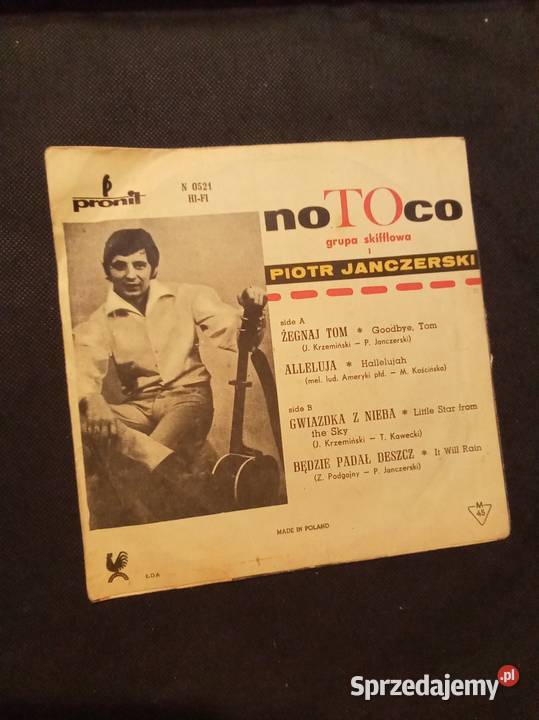 pronit
N 0521
HI-FI
noTOco
grupa skifflowa
i
PIOTR JANCZERSKI
side A
ŻEGNAJ TOM * Goodbye, Tom
(J. Krzemiński – P. Janczerski)
ALLELUJA * Hallelujah
(mel. lud. Ameryki płd. – M. Kościńska)
side B
GWIAZDKA Z NIEBA * Little Star from
the Sky
(J. Krzemiński – T. Kawecki)
BĘDZIE PADAŁ DESZCZ * It Will Rain
(Z. Podgajny – P. Janczerski)
M
45
MADE IN POLAND
ŁDA
Sprzedajemy.pl